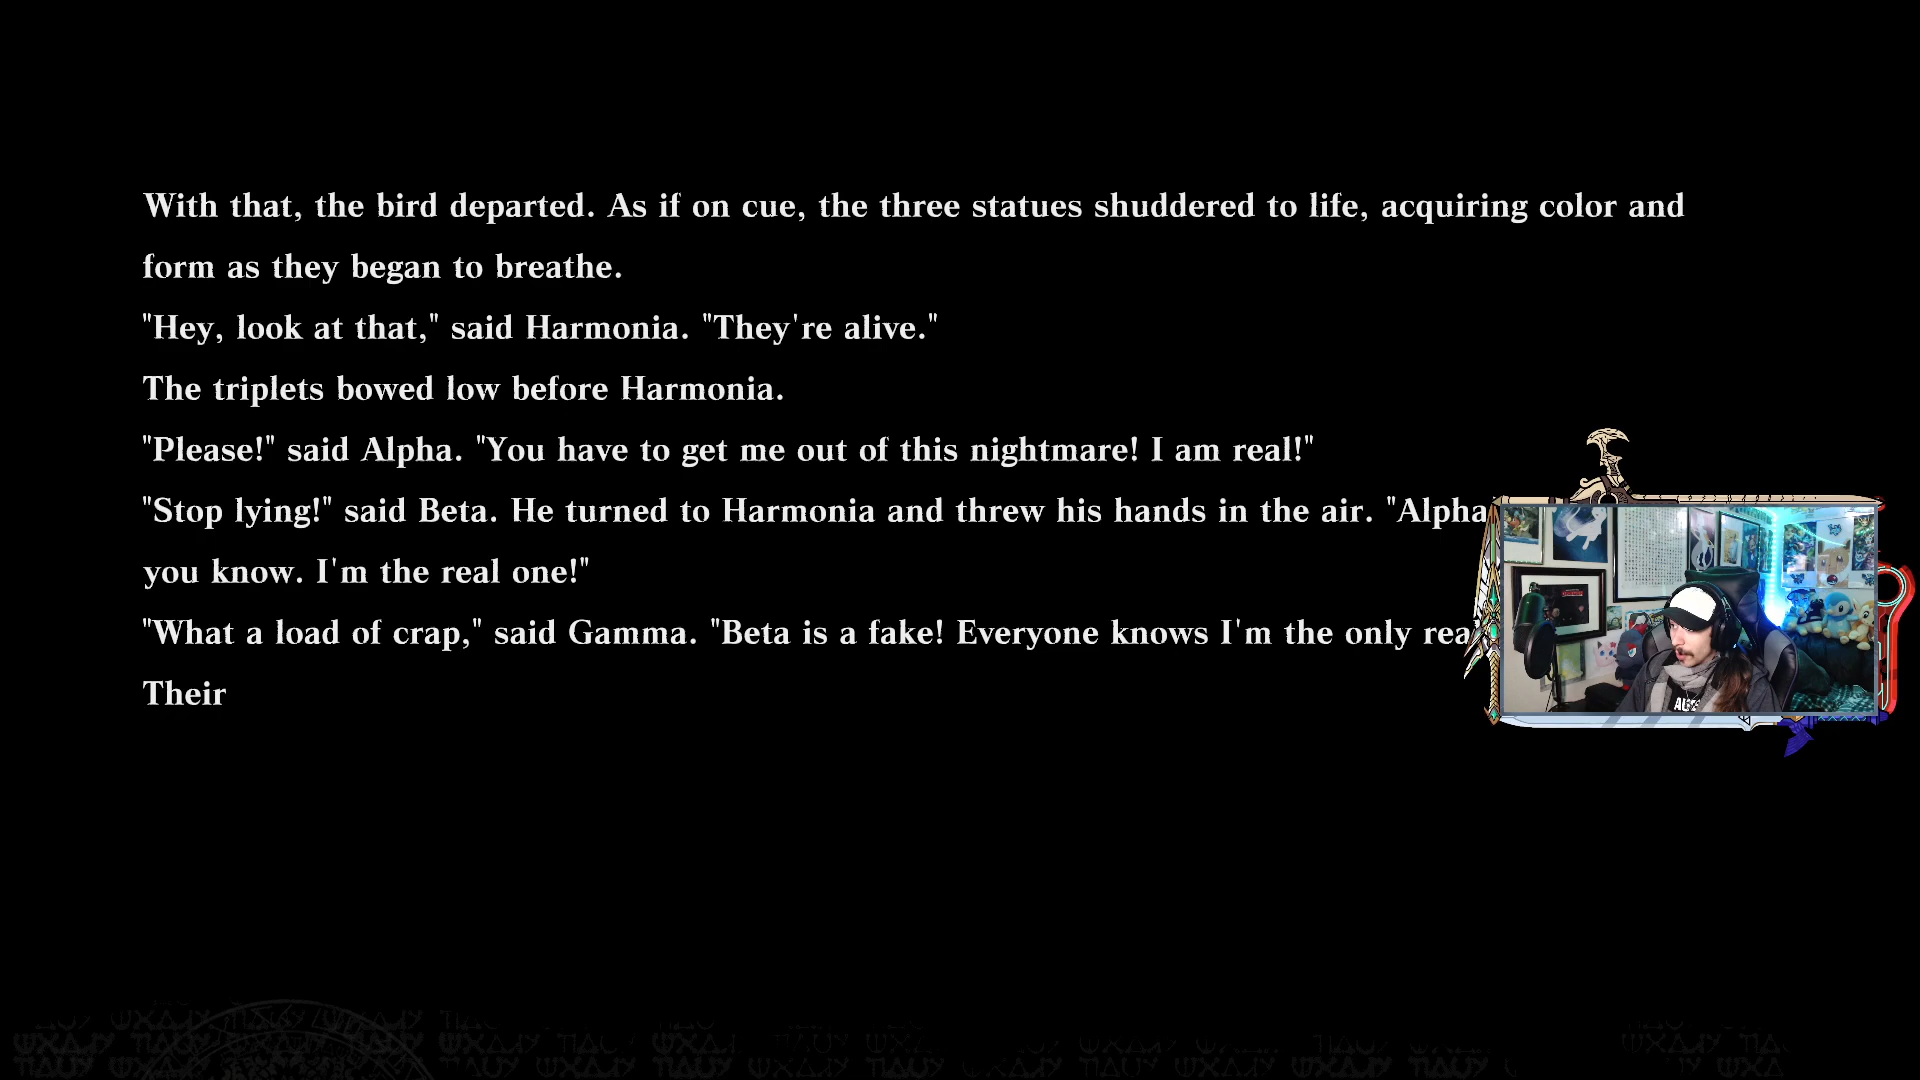 With that, the bird departed. As if on cue, the three statues shuddered to life, acquiring color and
form as they began to breathe.
"Hey, look at that," said Harmonia. "They're alive."
The triplets bowed low before Harmonia.
"Please!" said Alpha. "You have to get me out of this nightmare! I am real!"
"Stop lying!" said Beta. He turned to Harmonia and threw his hands in the air. "Alpha
you know. I'm the real one!"
"What a load of crap," said Gamma. "Beta is a fake! Everyone knows I'm the only
Their